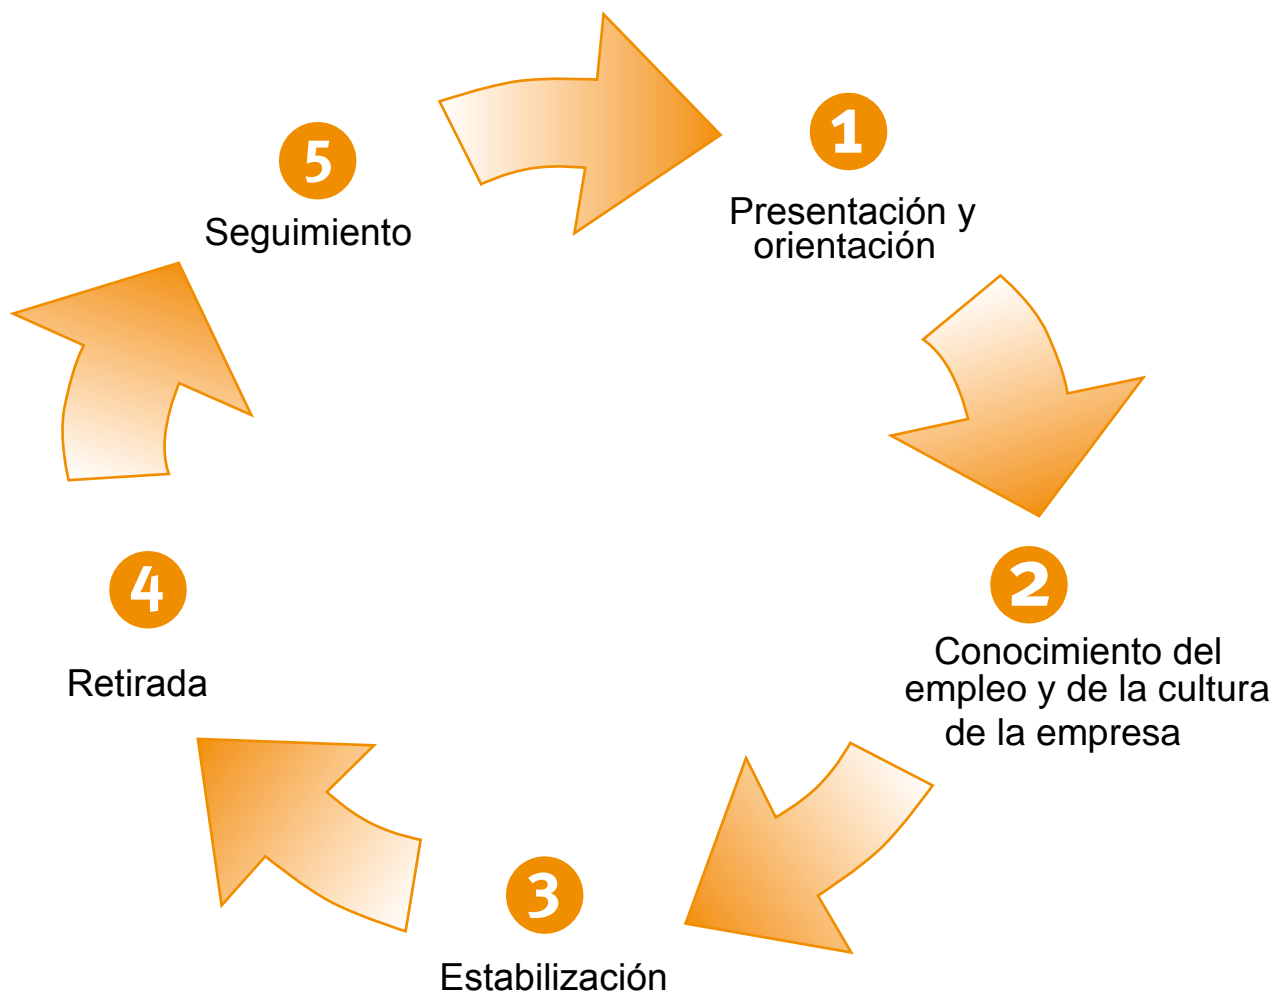 1
Presentación y
orientación
2
Conocimiento del
empleo y de la cultura
de la empresa
3
Estabilización
4
Retirada
5
Seguimiento